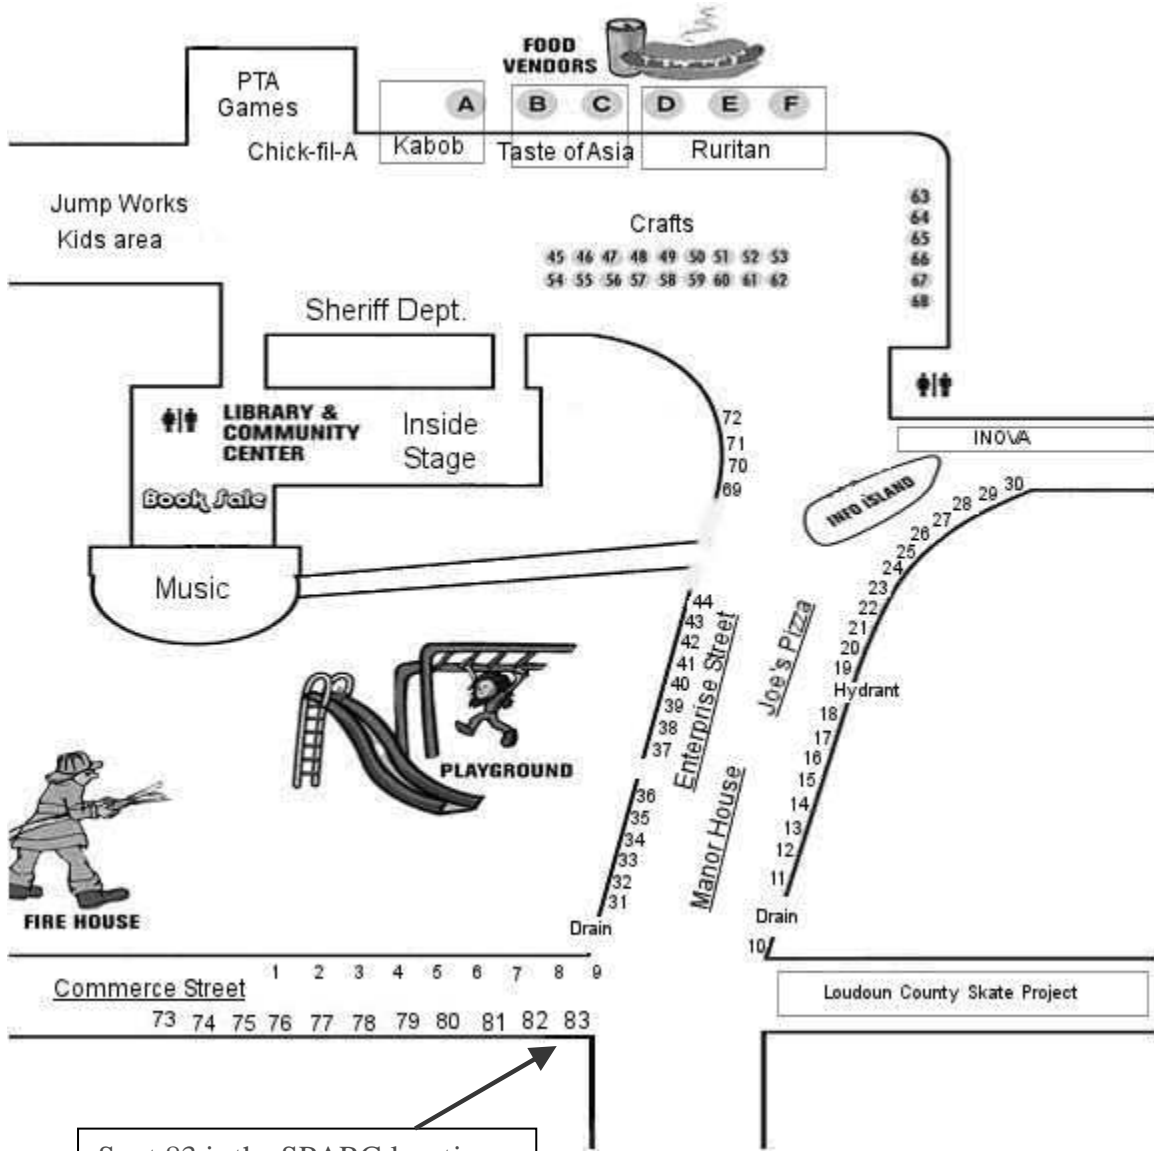 FOOD
VENDORS
PTA
Games
A B C D E F
Chick-fil-A
Kabob
Taste of Asia
Ruritan
Jump Works
Kids area
Crafts
45 46 47 48 49 50 51 52 53
54 55 56 57 58 59 60 61 62
63
64
65
66
67
68
Sheriff Dept.
LIBRARY &
COMMUNITY
CENTER
Inside
Stage
Book Sale
Music
72
71
70
69
INOVA
INFO ISLAND
30
29
28
27
26
25
24
23
22
21
20
19
Hydrant
18
17
16
15
14
13
12
11
Drain
10
44
43
42
41
40
39
38
37
36
35
34
33
32
31
Drain
Enterprise Street
Joe's Pizza
Manor House
PLAYGROUND
FIRE HOUSE
1 2 3 4 5 6 7 8 9
Commerce Street
73 74 75 76 77 78 79 80 81 82 83
Loudoun County Skate Project
Spot 83 is the SPARC location